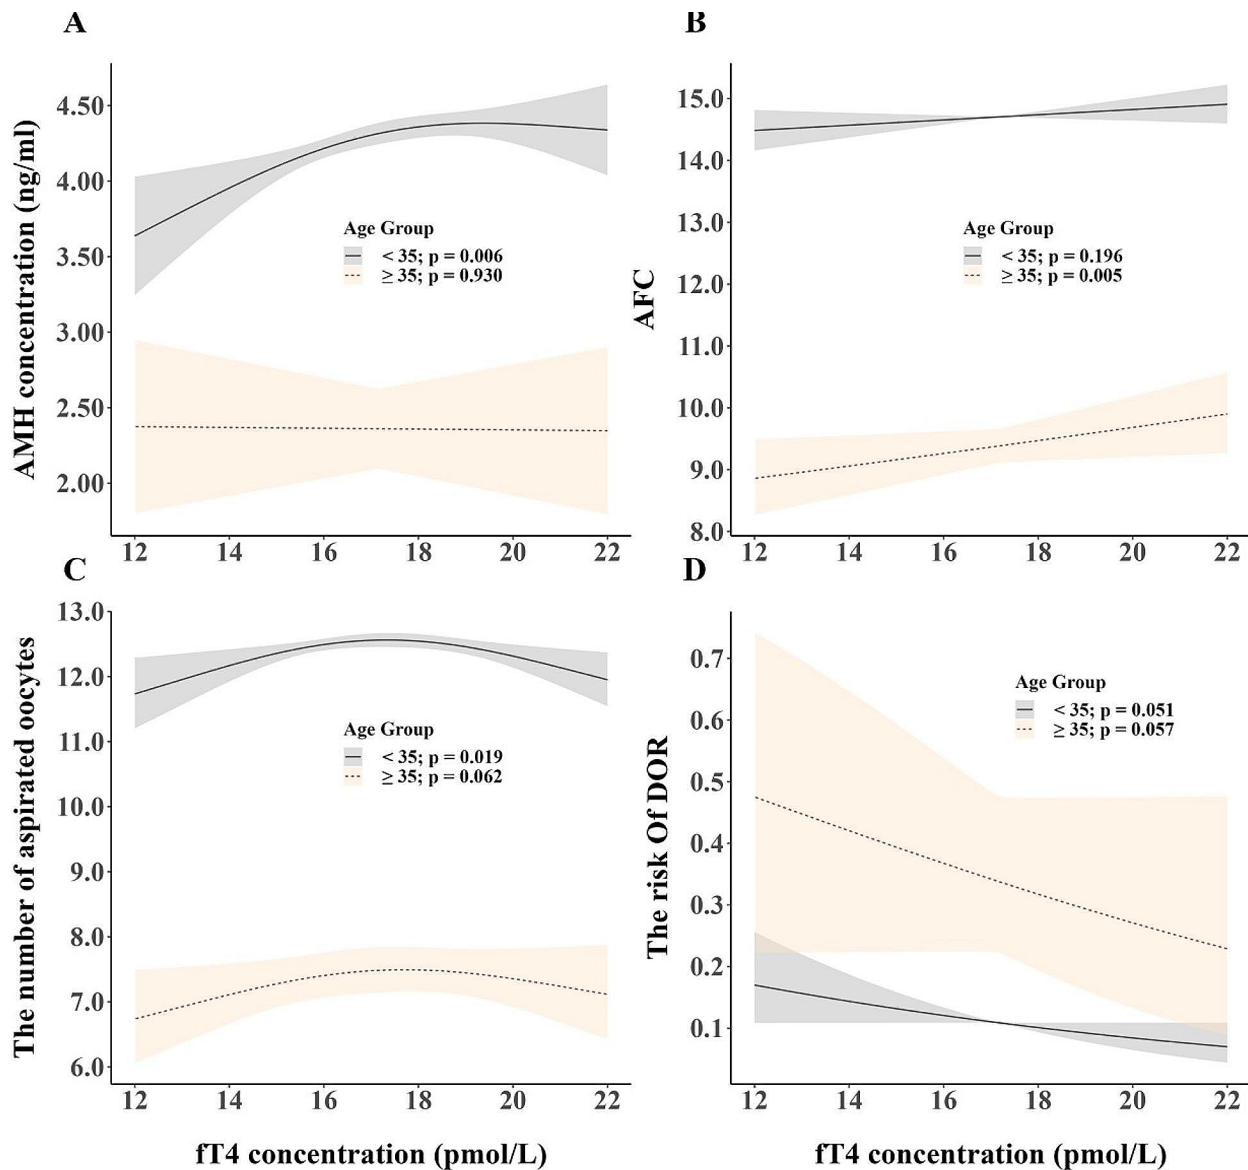 A
AMH concentration (ng/ml)
4.50
4.00
3.50
3.00
2.50
2.00
Age Group
< 35; p = 0.006
≥ 35; p = 0.930
12 14 16 18 20 22
B
AFC
15.0
14.0
13.0
12.0
11.0
10.0
9.0
8.0
Age Group
< 35; p = 0.196
≥ 35; p = 0.005
12 14 16 18 20 22
C
The number of aspirated oocytes
13.0
12.0
11.0
10.0
9.0
8.0
7.0
6.0
Age Group
< 35; p = 0.019
≥ 35; p = 0.062
12 14 16 18 20 22
fT4 concentration (pmol/L)
D
The risk Of DOR
0.7
0.6
0.5
0.4
0.3
0.2
0.1
Age Group
< 35; p = 0.051
≥ 35; p = 0.057
12 14 16 18 20 22
fT4 concentration (pmol/L)